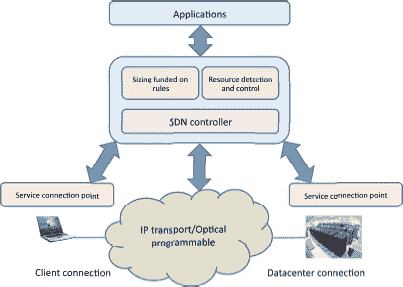 Applications
Sizing funded on
rules
Resource detection
and control
SDN controller
Service connection point
Service connection point
IP transport/Optical
programmable
Client connection
Datacenter connection